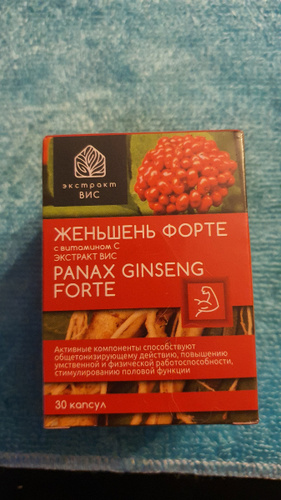 экстракт
ВИС
ЖЕНЬШЕНЬ ФОРТЕ
с витамином С
ЭКСТРАКТ ВИС
PANAX GINSENG
FORTE
Активные компоненты способствуют
общетонизирующему действию, повышению
умственной и физической работоспособности,
стимулированию половой функции
30 капсул